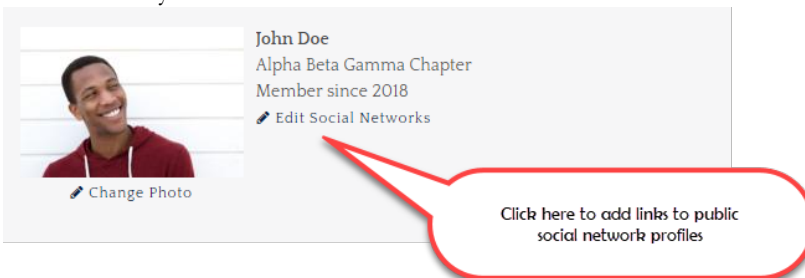 John Doe
Alpha Beta Gamma Chapter
Member since 2018
Edit Social Networks
Change Photo
Click here to add links to public
social network profiles